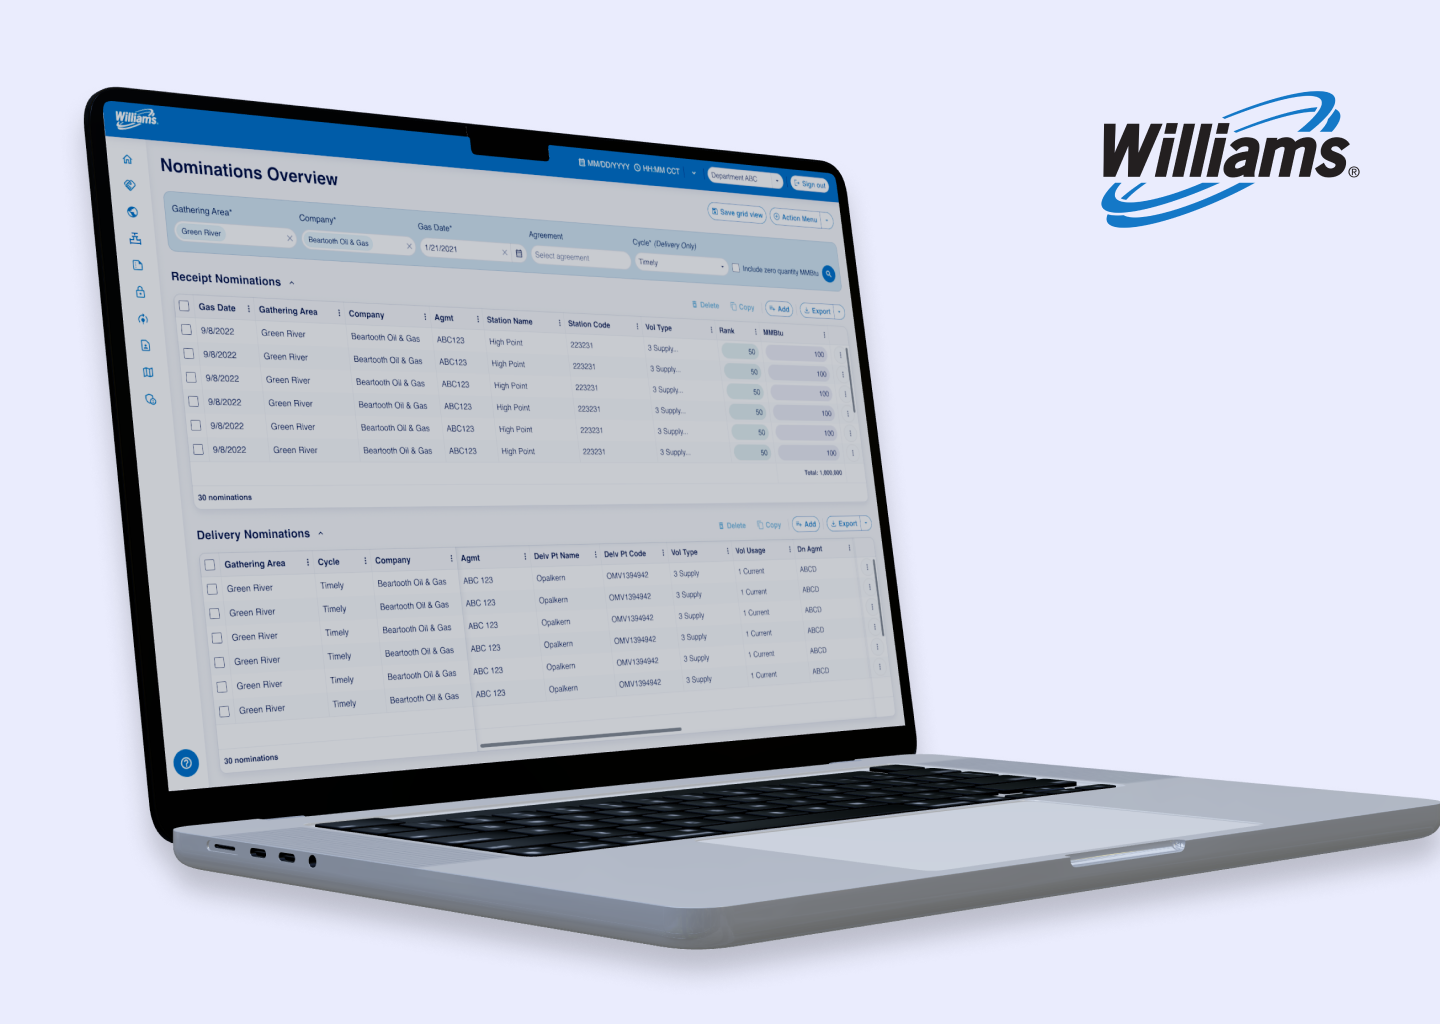 Williams®
Williams
MM/DD/YYYY HH:MM CCT
Department ABC
Sign out
Nominations Overview
Save grid view
Action Menu
Gathering Area* Company* Gas Date* Agreement Cycle* (Delivery Only)
Green River Beartooth Oil & Gas 1/21/2021 Select agreement Timely Include zero quantity MMBtu
Receipt Nominations
Delete Copy Add Export
Gas Date Gathering Area Company Agmt Station Name Station Code Vol Type Rank MMBtu
9/8/2022 Green River Beartooth Oil & Gas ABC123 High Point 223231 3 Supply... 50 100
9/8/2022 Green River Beartooth Oil & Gas ABC123 High Point 223231 3 Supply... 50 100
9/8/2022 Green River Beartooth Oil & Gas ABC123 High Point 223231 3 Supply... 50 100
9/8/2022 Green River Beartooth Oil & Gas ABC123 High Point 223231 3 Supply... 50 100
9/8/2022 Green River Beartooth Oil & Gas ABC123 High Point 223231 3 Supply... 50 100
9/8/2022 Green River Beartooth Oil & Gas ABC123 High Point 223231 3 Supply... 50 100
Total: 1,000,000
30 nominations
Delivery Nominations
Delete Copy Add Export
Gathering Area Cycle Company Agmt Delv Pt Name Delv Pt Code Vol Type Vol Usage Dn Agmt
Green River Timely Beartooth Oil & Gas ABC 123 Opalkern OMV1394942 3 Supply 1 Current ABCD
Green River Timely Beartooth Oil & Gas ABC 123 Opalkern OMV1394942 3 Supply 1 Current ABCD
Green River Timely Beartooth Oil & Gas ABC 123 Opalkern OMV1394942 3 Supply 1 Current ABCD
Green River Timely Beartooth Oil & Gas ABC 123 Opalkern OMV1394942 3 Supply 1 Current ABCD
Green River Timely Beartooth Oil & Gas ABC 123 Opalkern OMV1394942 3 Supply 1 Current ABCD
Green River Timely Beartooth Oil & Gas ABC 123 Opalkern OMV1394942 3 Supply 1 Current ABCD
30 nominations